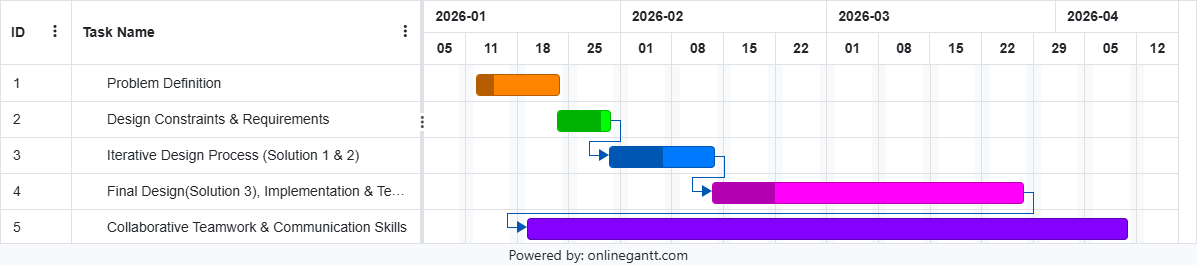 2026-01 2026-02 2026-03 2026-04
ID Task Name
05 11 18 25 01 08 15 22 01 08 15 22 29 05 12
1 Problem Definition
2 Design Constraints & Requirements
3 Iterative Design Process (Solution 1 & 2)
4 Final Design(Solution 3), Implementation & Te...
5 Collaborative Teamwork & Communication Skills
Powered by: onlinegantt.com